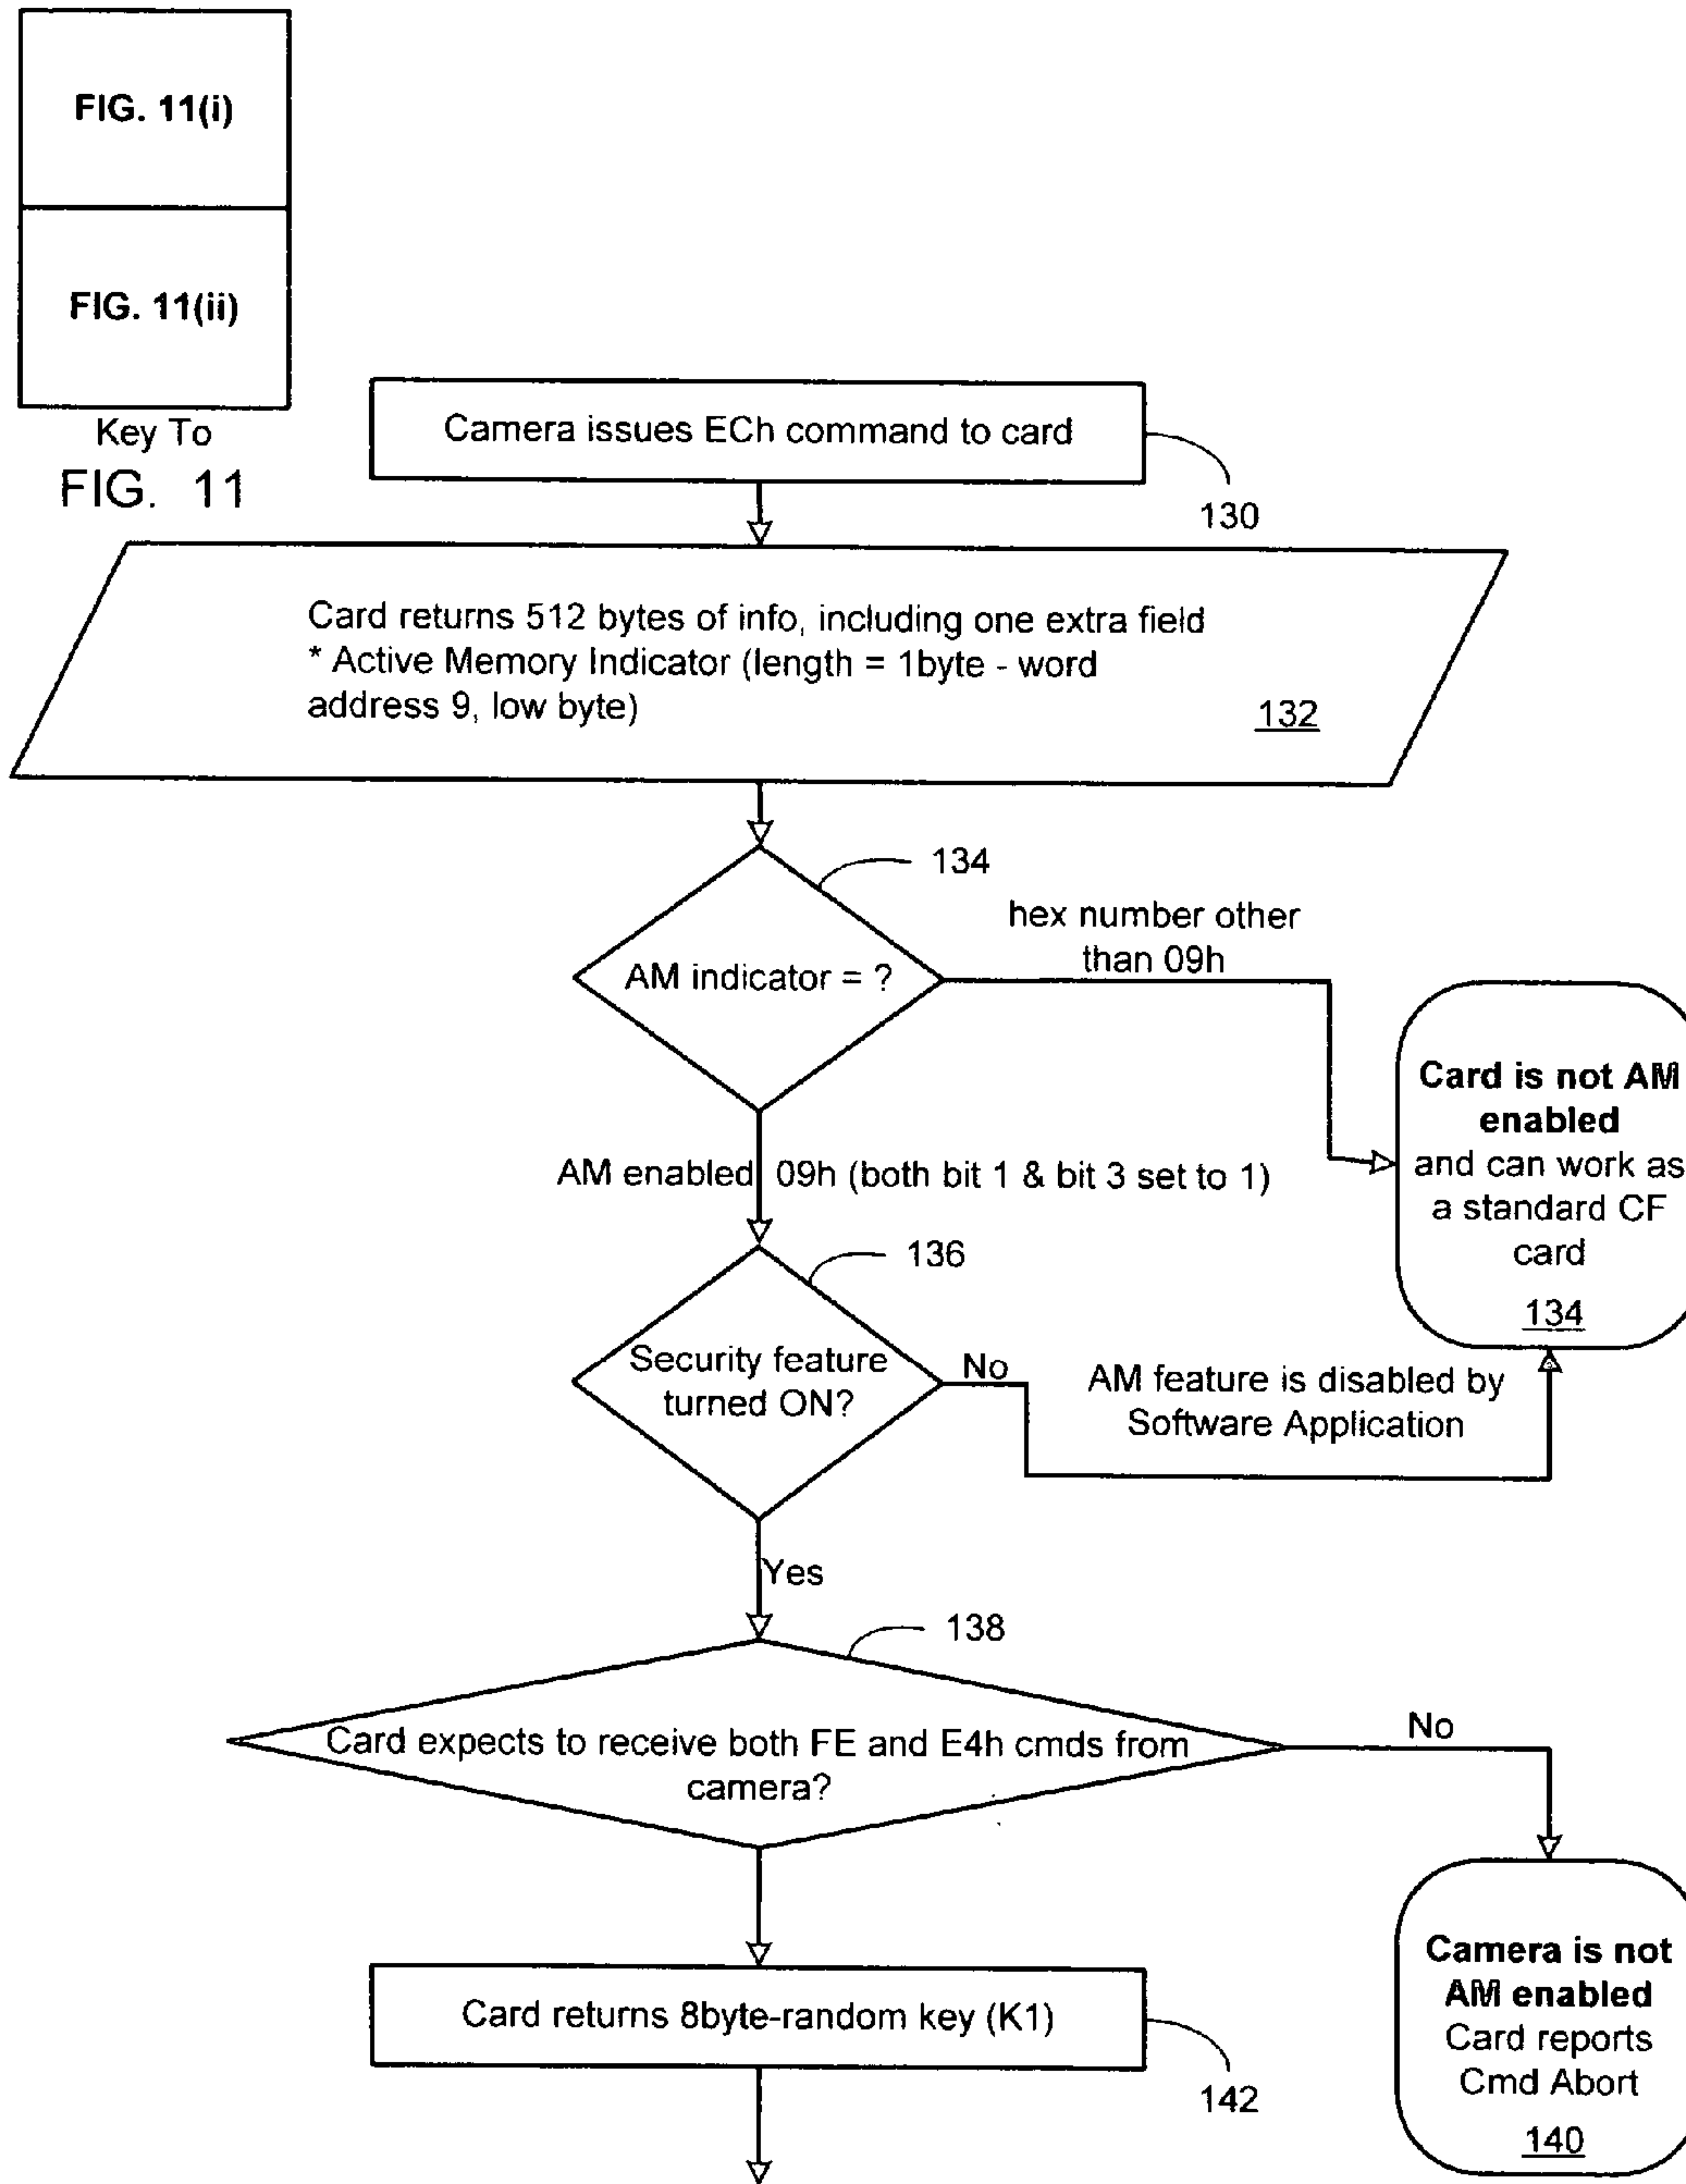 FIG. 11(i)
FIG. 11(ii)
Key To
FIG. 11
Camera issues ECh command to card
130
Card returns 512 bytes of info, including one extra field
* Active Memory Indicator (length = 1byte - word
address 9, low byte)
132
134
AM indicator = ?
hex number other
than 09h
Card is not AM
enabled
and can work as
a standard CF
card
134
AM enabled 09h (both bit 1 & bit 3 set to 1)
136
Security feature
turned ON?
No
AM feature is disabled by
Software Application
Yes
138
Card expects to receive both FE and E4h cmds from
camera?
No
Camera is not
AM enabled
Card reports
Cmd Abort
140
Card returns 8byte-random key (K1)
142